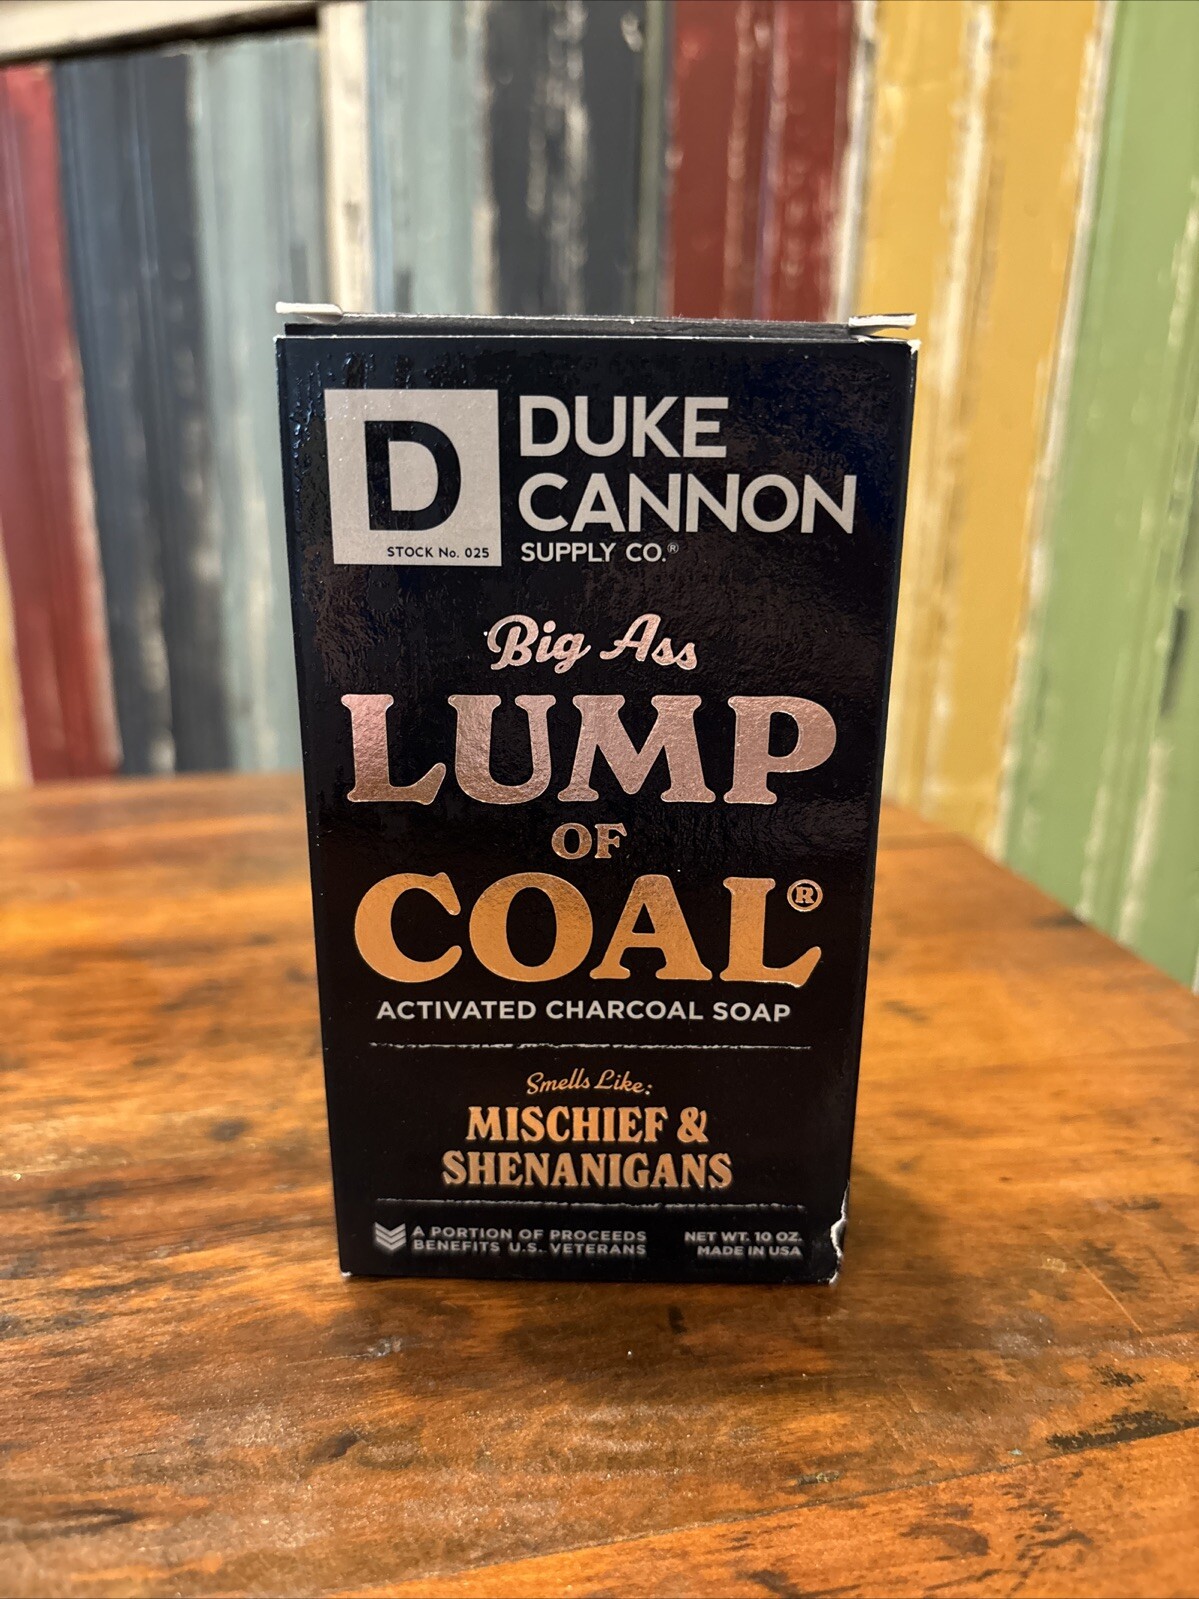 D
STOCK No. 025
DUKE
CANNON
SUPPLY CO.®
Big Ass
LUMP
OF
COAL®
ACTIVATED CHARCOAL SOAP
Smells Like:
MISCHIEF &
SHENANIGANS
A PORTION OF PROCEEDS
BENEFITS U.S. VETERANS
NET WT. 10 OZ.
MADE IN USA